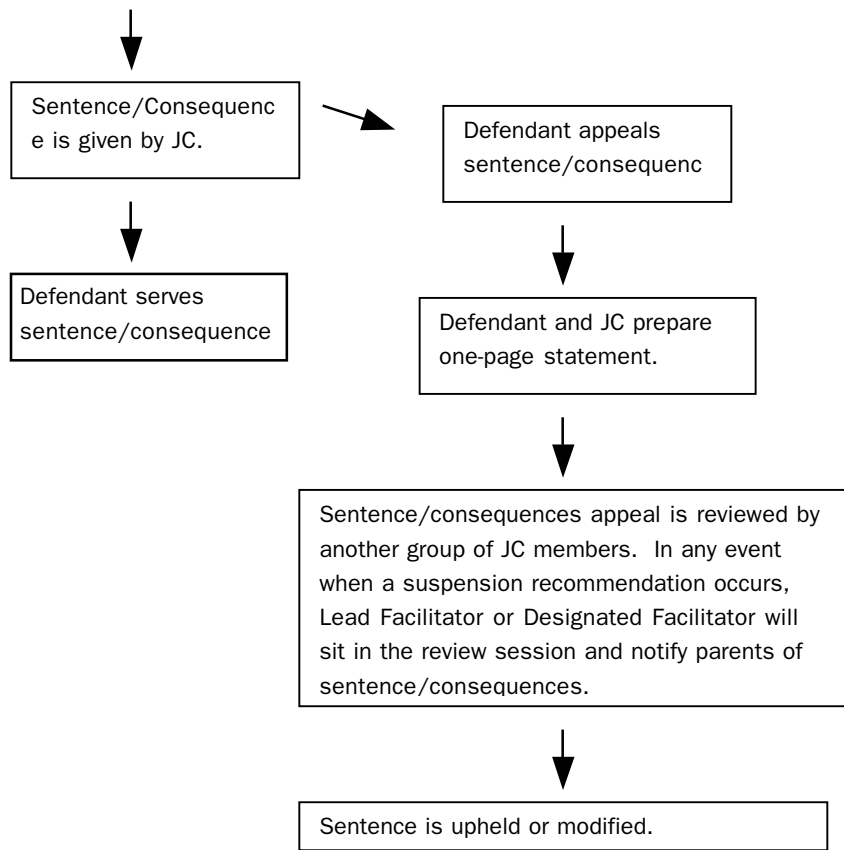 Sentence/Consequenc
e is given by JC.
Defendant appeals
sentence/consequenc
Defendant serves
sentence/consequence
Defendant and JC prepare
one-page statement.
Sentence/consequences appeal is reviewed by
another group of JC members.  In any event
when a suspension recommendation occurs,
Lead Facilitator or Designated Facilitator will
sit in the review session and notify parents of
sentence/consequences.
Sentence is upheld or modified.